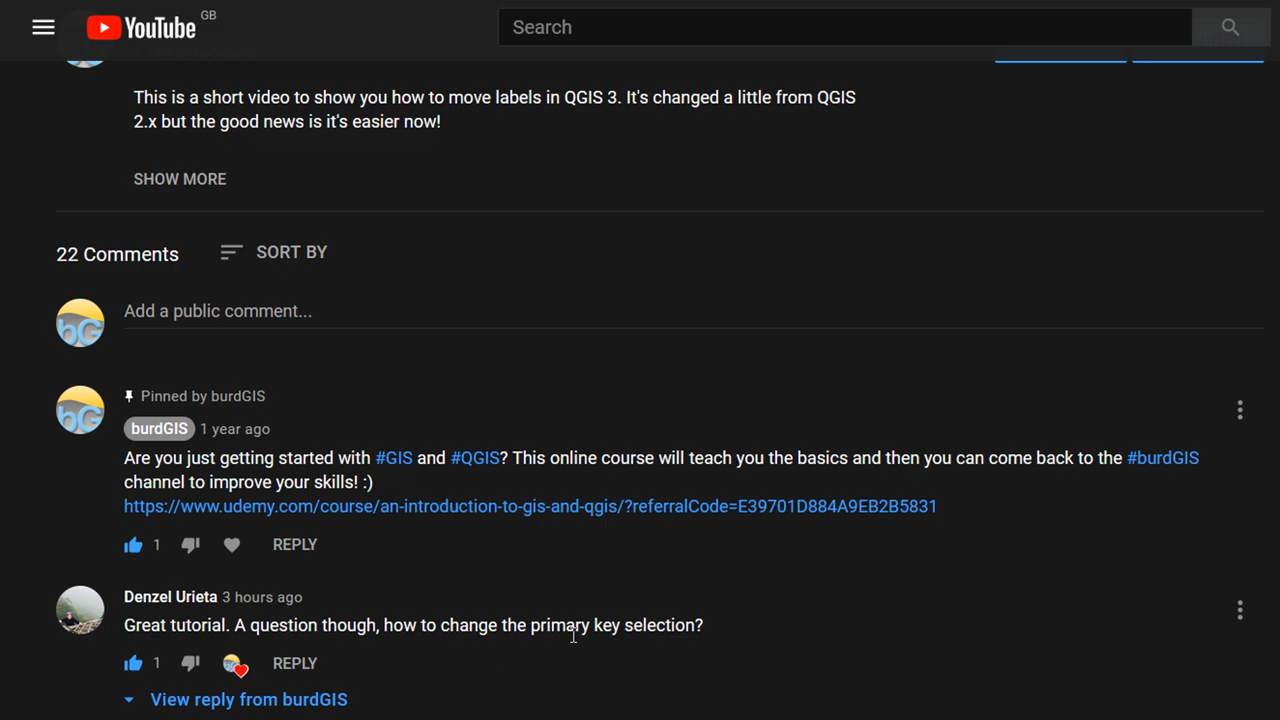 YouTube GB
Search
This is a short video to show you how to move labels in QGIS 3. It's changed a little from QGIS
2.x but the good news is it's easier now!
SHOW MORE
22 Comments SORT BY
Add a public comment...
Pinned by burdGIS
burdGIS 1 year ago
Are you just getting started with #GIS and #QGIS? This online course will teach you the basics and then you can come back to the #burdGIS
channel to improve your skills! :)
https://www.udemy.com/course/an-introduction-to-gis-and-qgis/?referralCode=E39701D884A9EB2B5831
1 REPLY
Denzel Urieta 3 hours ago
Great tutorial. A question though, how to change the primary key selection?
1 REPLY
View reply from burdGIS